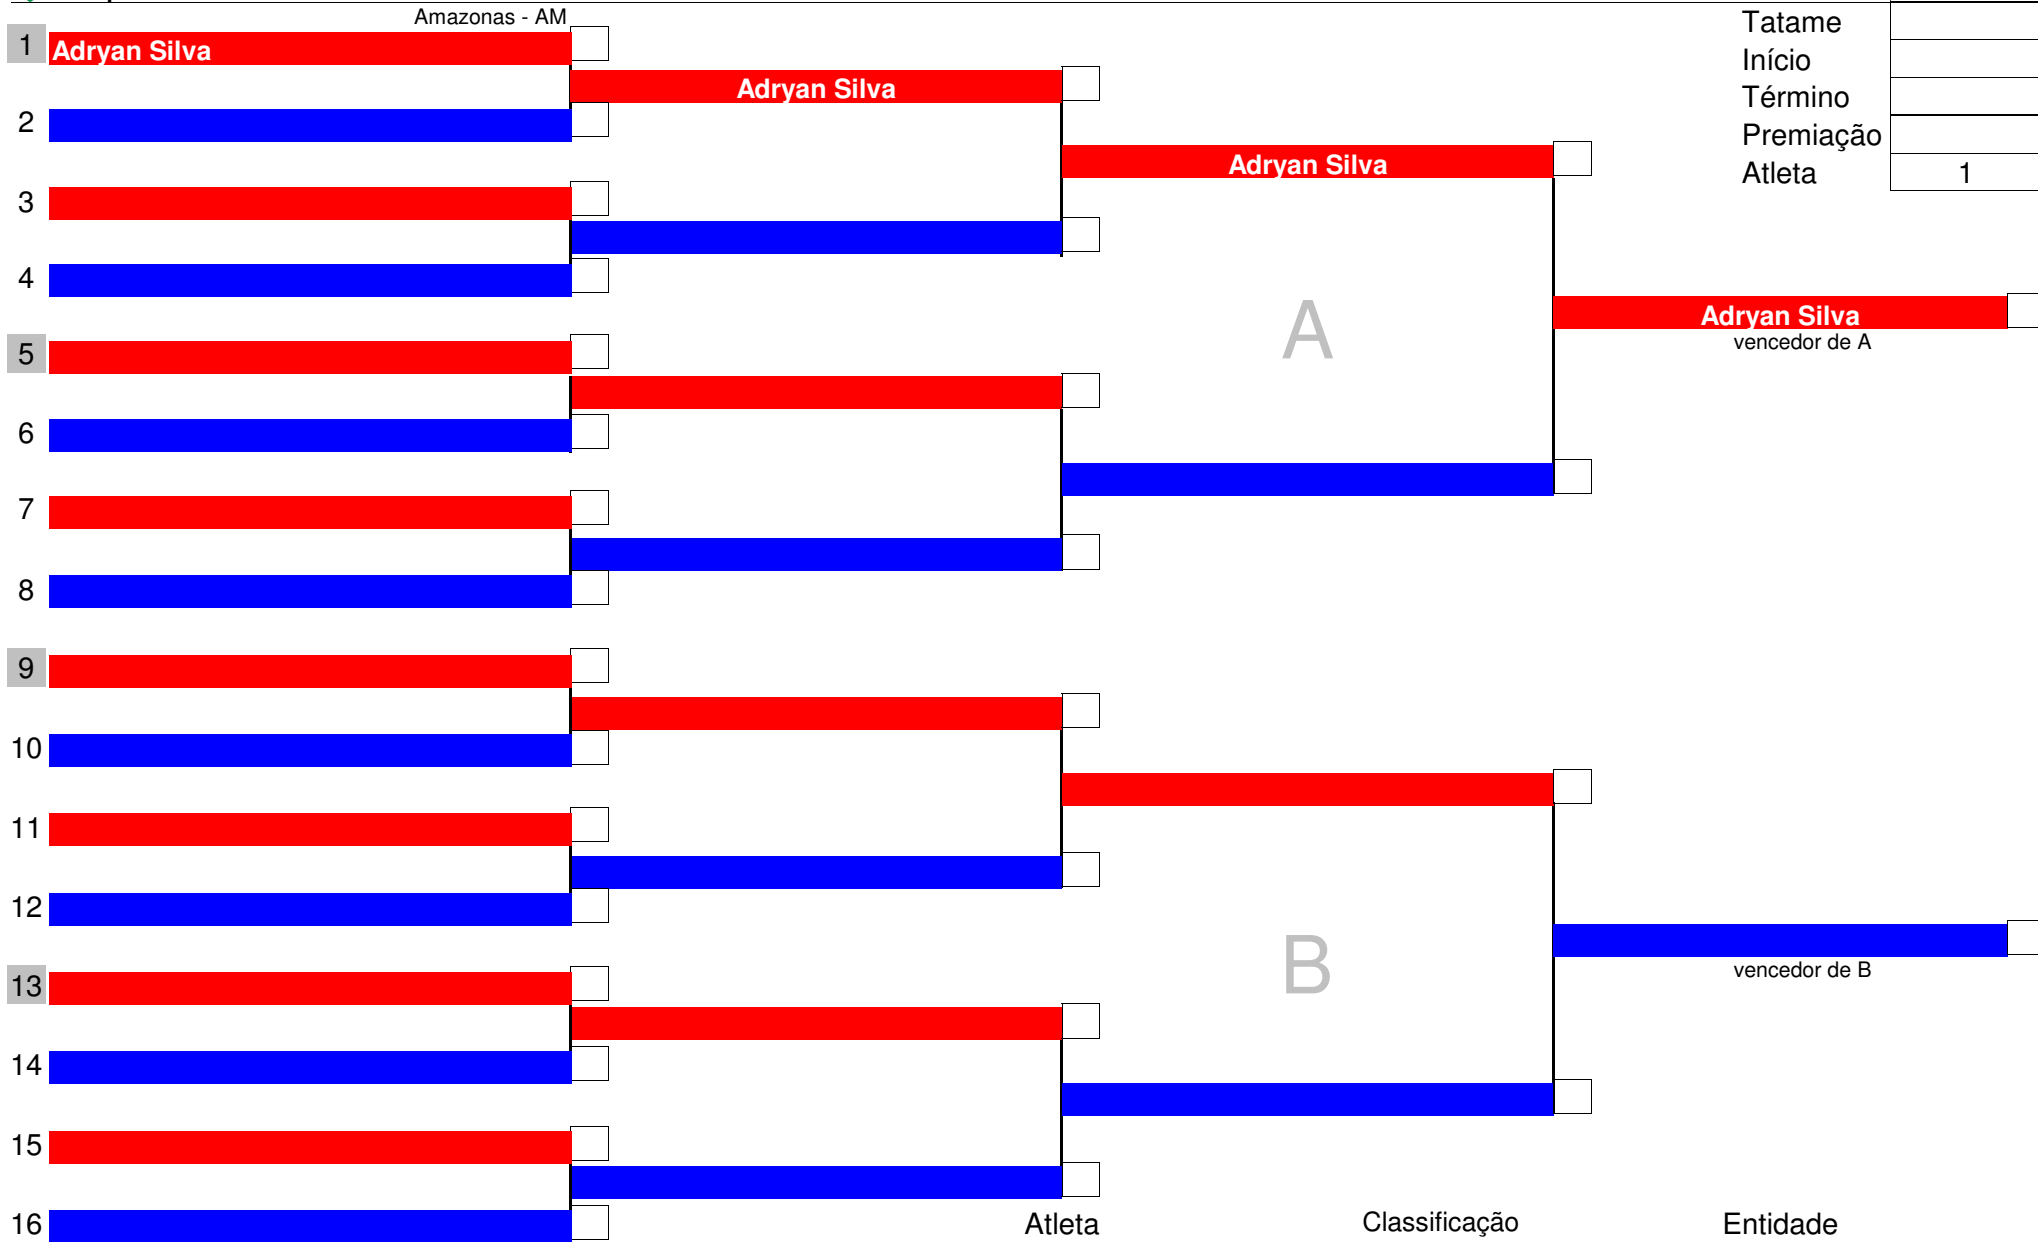 Amazonas - AM
Tatame
1
Adryan Silva
Início
Adryan Silva
Término
2
Premiação
Adryan Silva
Atleta 1
3
4
A
Adryan Silva
vencedor de A
5
6
7
8
9
10
11
12
B
vencedor de B
13
14
15
16
Atleta Classificação Entidade